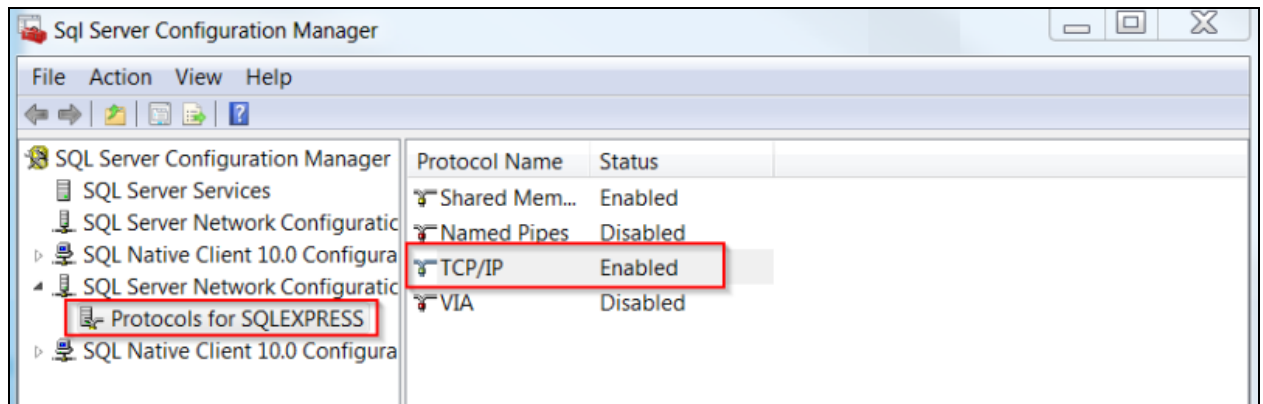 Sql Server Configuration Manager
File Action View Help
SQL Server Configuration Manager
SQL Server Services
SQL Server Network Configuratic
SQL Native Client 10.0 Configura
SQL Server Network Configuratic
Protocols for SQLEXPRESS
SQL Native Client 10.0 Configura
Protocol Name Status
Shared Mem... Enabled
Named Pipes Disabled
TCP/IP Enabled
VIA Disabled